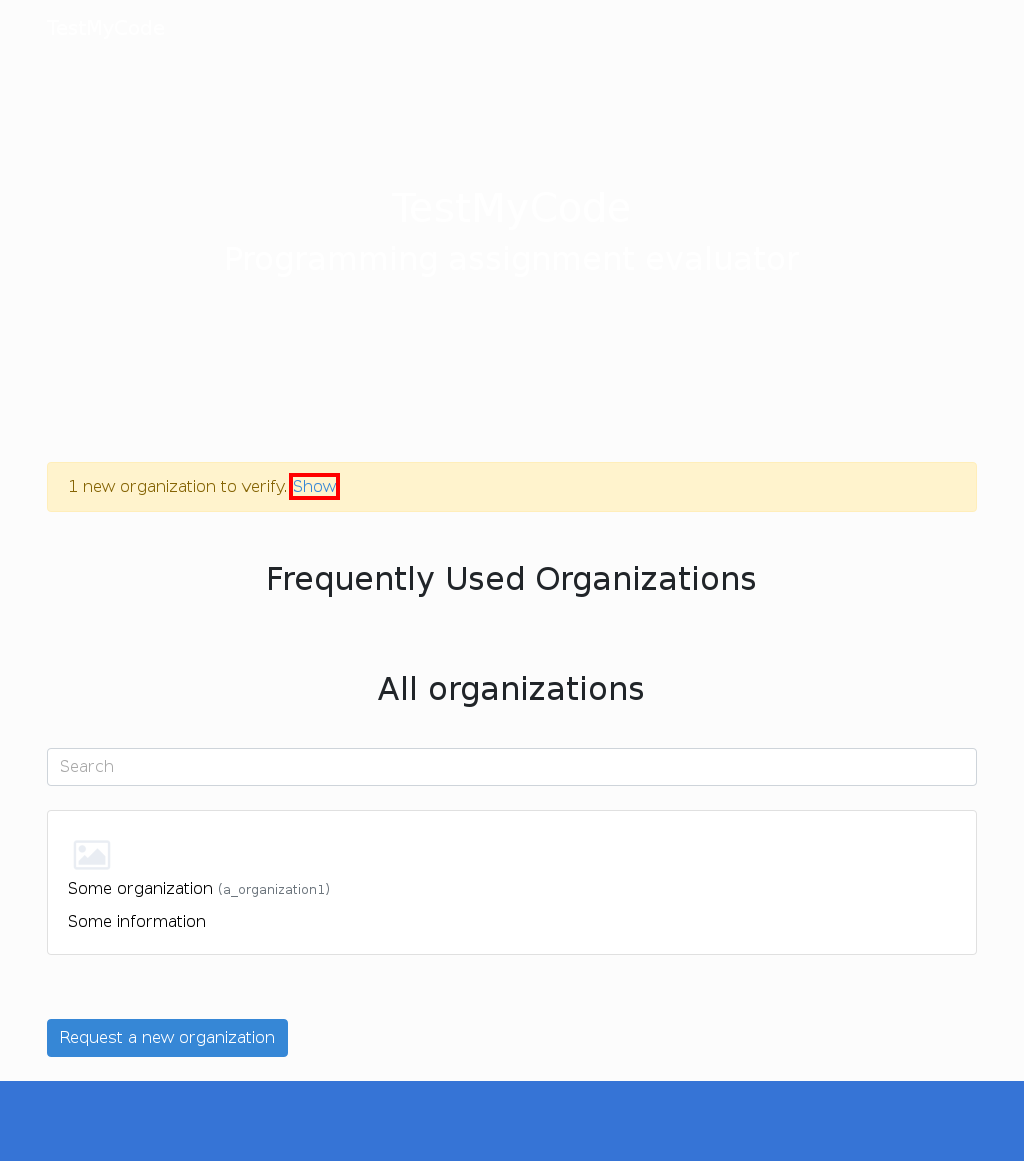 TestMyCode
TestMyCode
Programming assignment evaluator
1 new organization to verify. Show
Frequently Used Organizations
All organizations
Search
Some organization (a_organization1)
Some information
Request a new organization